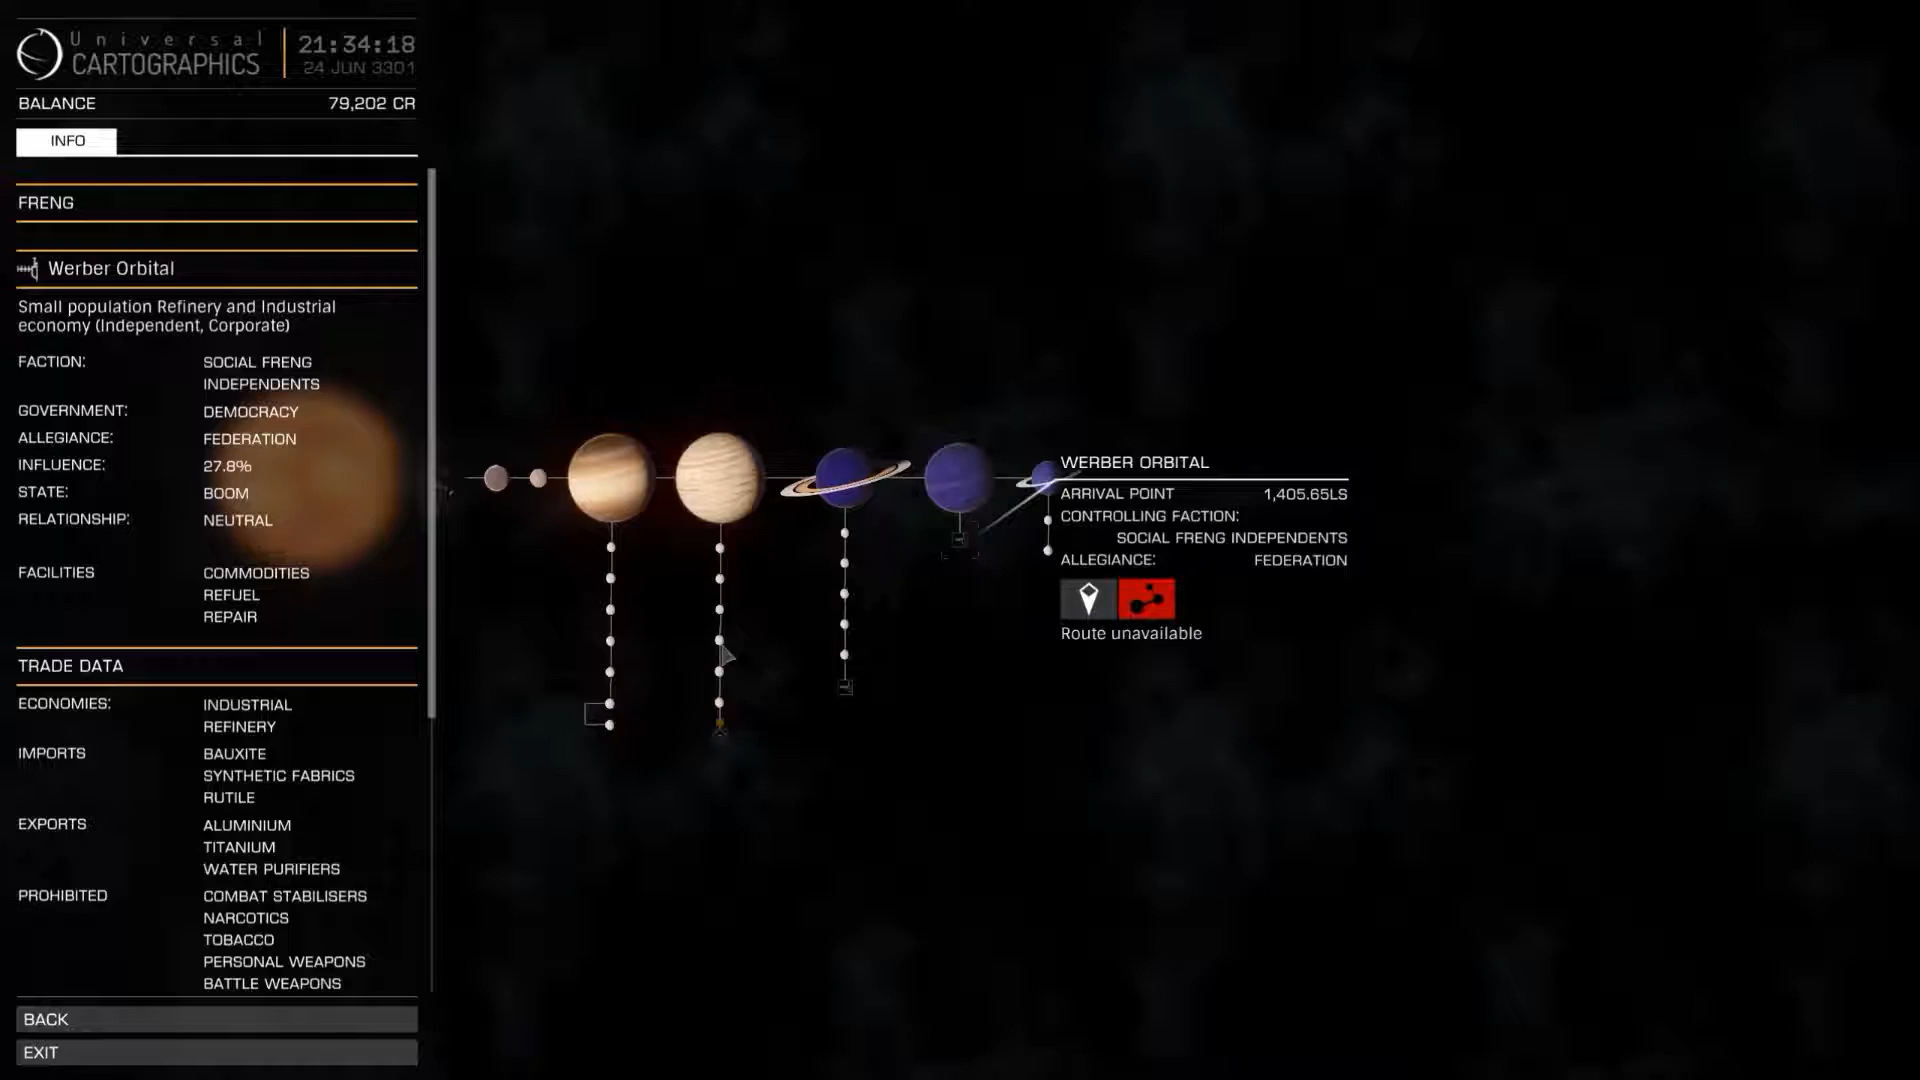 Universal
CARTOGRAPHICS
21:34:18
24 JUN 3301
BALANCE 79,202 CR
INFO
FRENG
Werber Orbital
Small population Refinery and Industrial
economy (Independent, Corporate)
FACTION: SOCIAL FRENG
INDEPENDENTS
GOVERNMENT: DEMOCRACY
ALLEGIANCE: FEDERATION
INFLUENCE: 27.8%
STATE: BOOM
RELATIONSHIP: NEUTRAL
FACILITIES COMMODITIES
REFUEL
REPAIR
TRADE DATA
ECONOMIES: INDUSTRIAL
REFINERY
IMPORTS BAUXITE
SYNTHETIC FABRICS
RUTILE
EXPORTS ALUMINIUM
TITANIUM
WATER PURIFIERS
PROHIBITED COMBAT STABILISERS
NARCOTICS
TOBACCO
PERSONAL WEAPONS
BATTLE WEAPONS
BACK
EXIT
WERBER ORBITAL
ARRIVAL POINT 1,405.65LS
CONTROLLING FACTION:
SOCIAL FRENG INDEPENDENTS
ALLEGIANCE: FEDERATION
Route unavailable